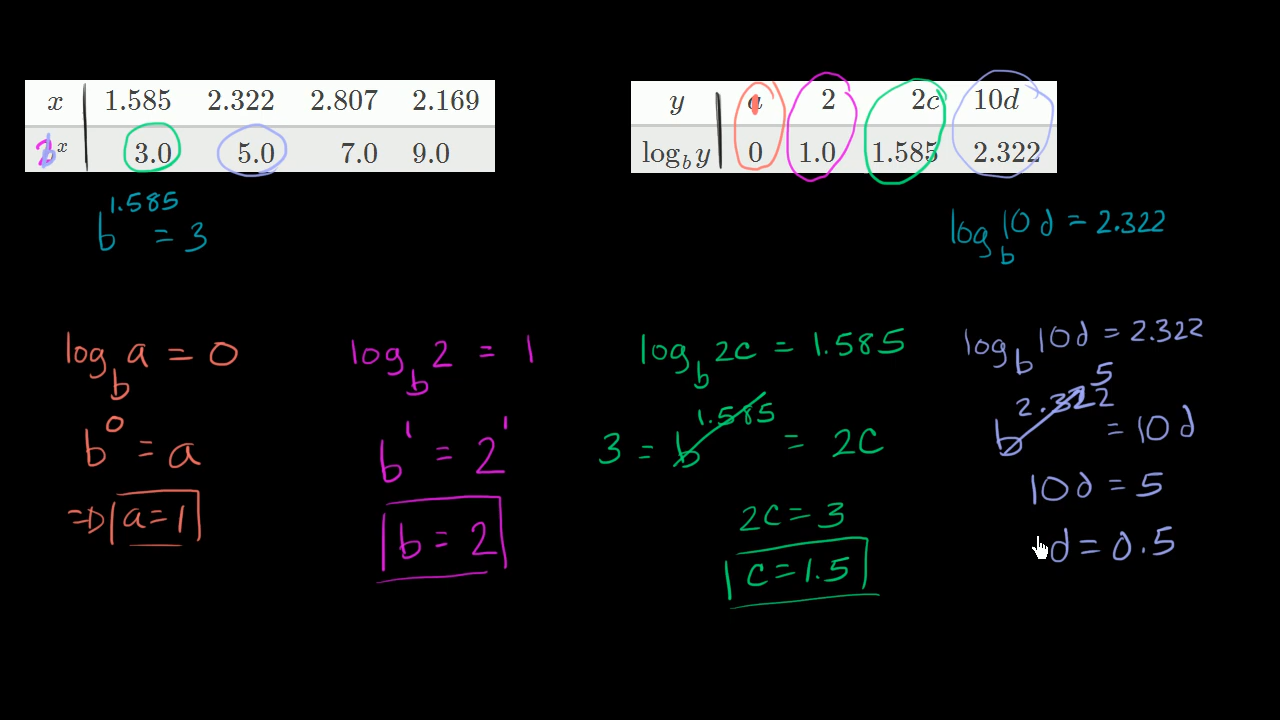 x 1.585 2.322 2.807 2.169
b^x 3.0 5.0 7.0 9.0
y a 2 2c 10d
log_b y 0 1.0 1.585 2.322
b^1.585 = 3
log_b 10d = 2.322
log_b a = 0
b^0 = a
⇒ a = 1
log_b 2 = 1
b^1 = 2^1
b = 2
log_b 2c = 1.585
3 = b^1.585 = 2c
2c = 3
c = 1.5
log_b 10d = 2.322
5
b^2.322 = 10d
10d = 5
d = 0.5